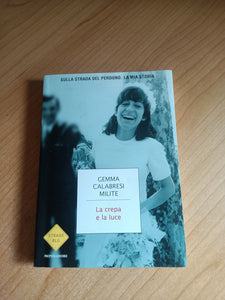 SULLA STRADA DEL PERDONO. LA MIA STORIA
GEMMA
CALABRESI
MILITE
La crepa
e la luce
STRADE
BLU
MONDADORI